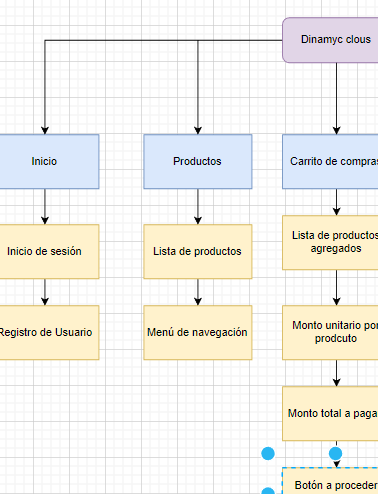 Dinamyc clous
Inicio
Productos
Carrito de compras
Inicio de sesión
Lista de productos
Lista de productos
agregados
Registro de Usuario
Menú de navegación
Monto unitario por
prodcuto
Monto total a paga
Botón a proceder